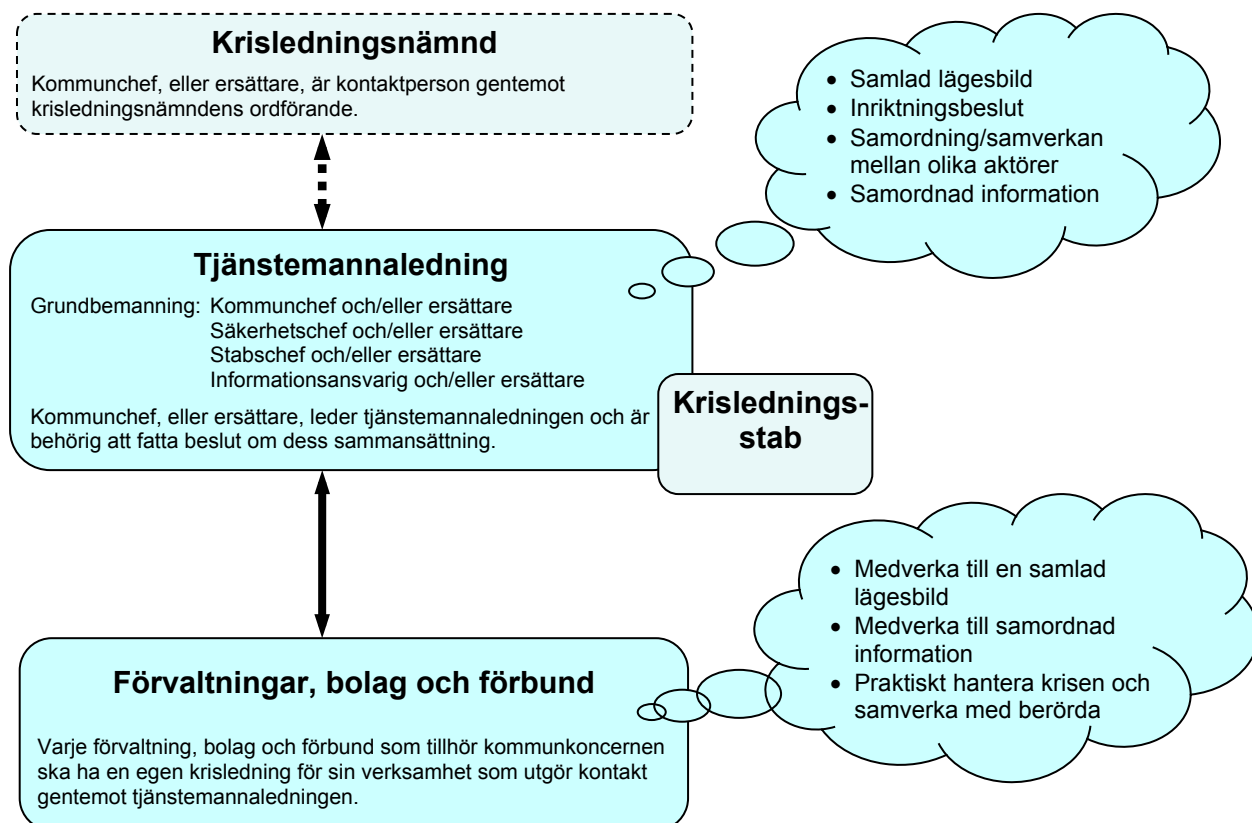 Krisledningsnämnd
Kommunchef, eller ersättare, är kontaktperson gentemot
krisledningsnämndens ordförande.
• Samlad lägesbild
• Inriktningsbeslut
• Samordning/samverkan
mellan olika aktörer
• Samordnad information
Tjänstemannaledning
Grundbemanning: Kommunchef och/eller ersättare
Säkerhetschef och/eller ersättare
Stabschef och/eller ersättare
Informationsansvarig och/eller ersättare
Kommunchef, eller ersättare, leder tjänstemannaledningen och är
behörig att fatta beslut om dess sammansättning.
Krislednings-
stab
• Medverka till en samlad
lägesbild
• Medverka till samordnad
information
• Praktiskt hantera krisen och
samverka med berörda
Förvaltningar, bolag och förbund
Varje förvaltning, bolag och förbund som tillhör kommunkoncernen
ska ha en egen krisledning för sin verksamhet som utgör kontakt
gentemot tjänstemannaledningen.